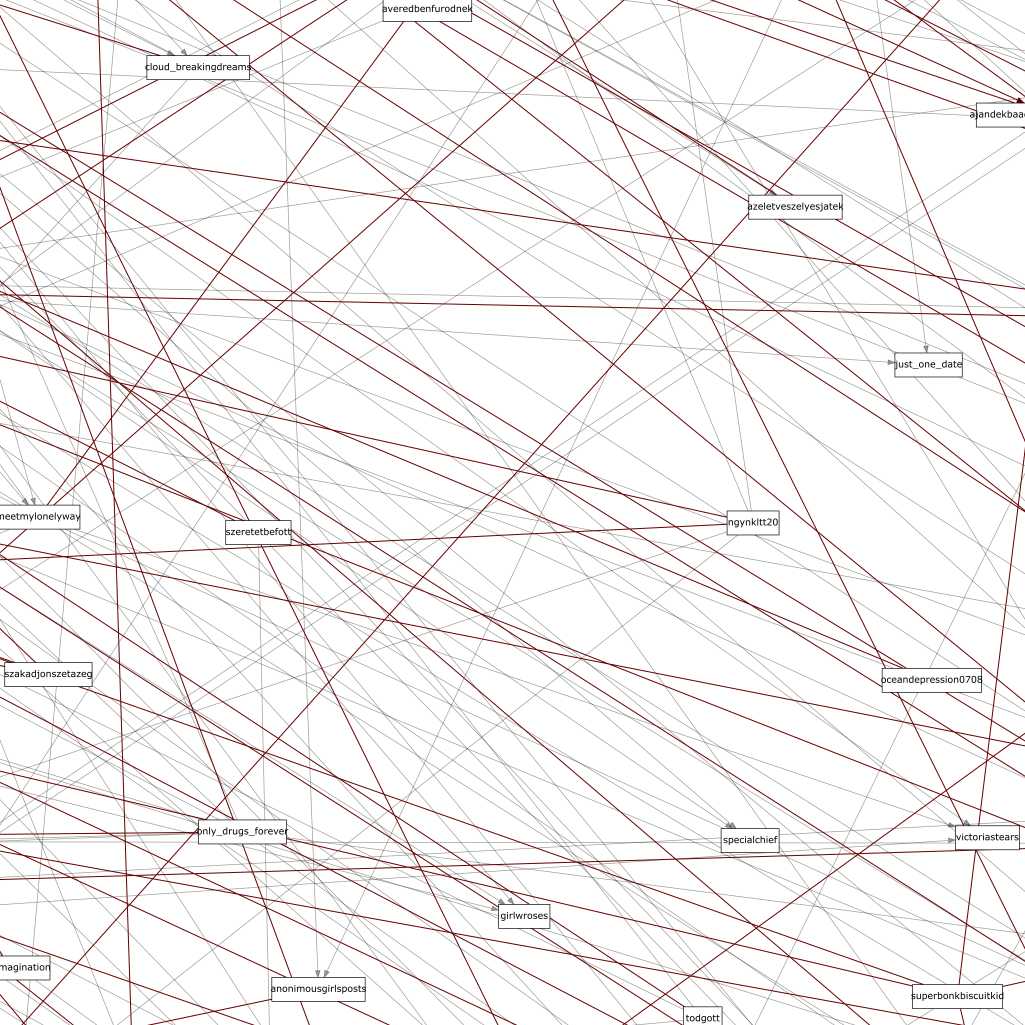 averedbenfurodnek
cloud_breakingdreams
ajandekbaa
azeletveszelyesjatek
just_one_date
meetmylonelyway
szeretetbefott
ngynkltt20
szakadjonszetazeg
oceandepression0708
only_drugs_forever
specialchief
victoriastears
girlwroses
magination
anonimousgirlsposts
superbonkbiscuitkid
todgott